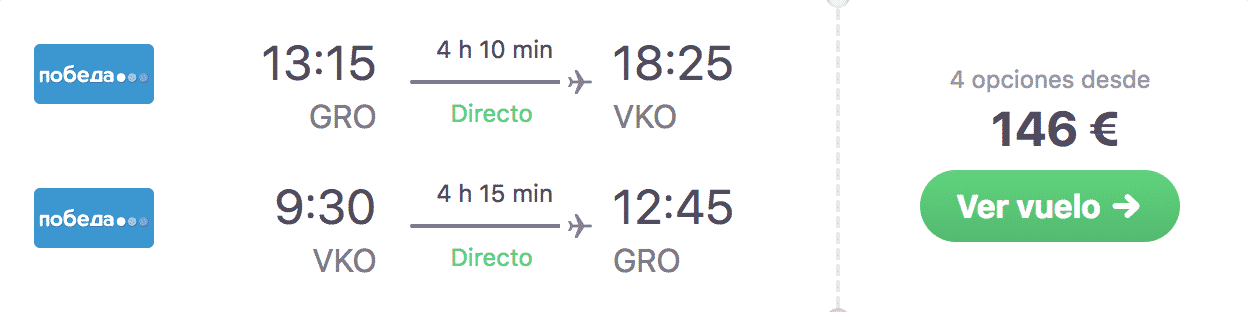 победа
13:15
4 h 10 min
18:25
GRO
Directo
VKO
победа
9:30
4 h 15 min
12:45
VKO
Directo
GRO
4 opciones desde
146 €
Ver vuelo →